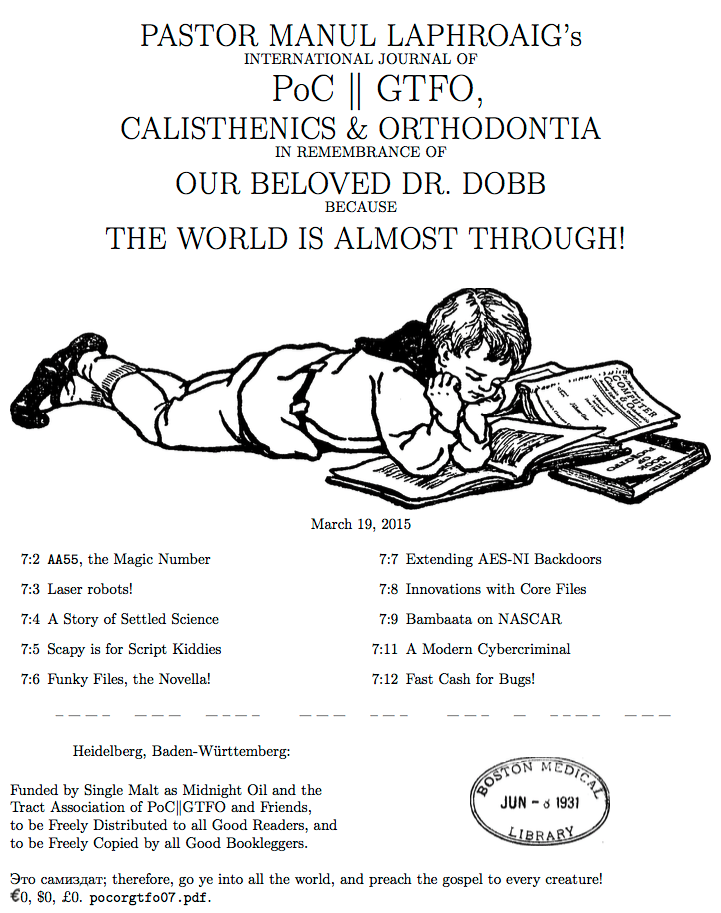 PASTOR MANUL LAPHROAIG's
INTERNATIONAL JOURNAL OF
PoC || GTFO,
CALISTHENICS & ORTHODONTIA
IN REMEMBRANCE OF
OUR BELOVED DR. DOBB
BECAUSE
THE WORLD IS ALMOST THROUGH!
COMPUTER
March 19, 2015
7:2 AA55, the Magic Number
7:3 Laser robots!
7:4 A Story of Settled Science
7:5 Scapy is for Script Kiddies
7:6 Funky Files, the Novella!
7:7 Extending AES-NI Backdoors
7:8 Innovations with Core Files
7:9 Bambaata on NASCAR
7:11 A Modern Cybercriminal
7:12 Fast Cash for Bugs!
Heidelberg, Baden-Württemberg:
Funded by Single Malt as Midnight Oil and the
Tract Association of PoC||GTFO and Friends,
to be Freely Distributed to all Good Readers, and
to be Freely Copied by all Good Bookleggers.
BOSTON MEDICAL
JUN - 8 1931
LIBRARY
Это самиздат; therefore, go ye into all the world, and preach the gospel to every creature!
€0, $0, £0. pocorgtfo07.pdf.